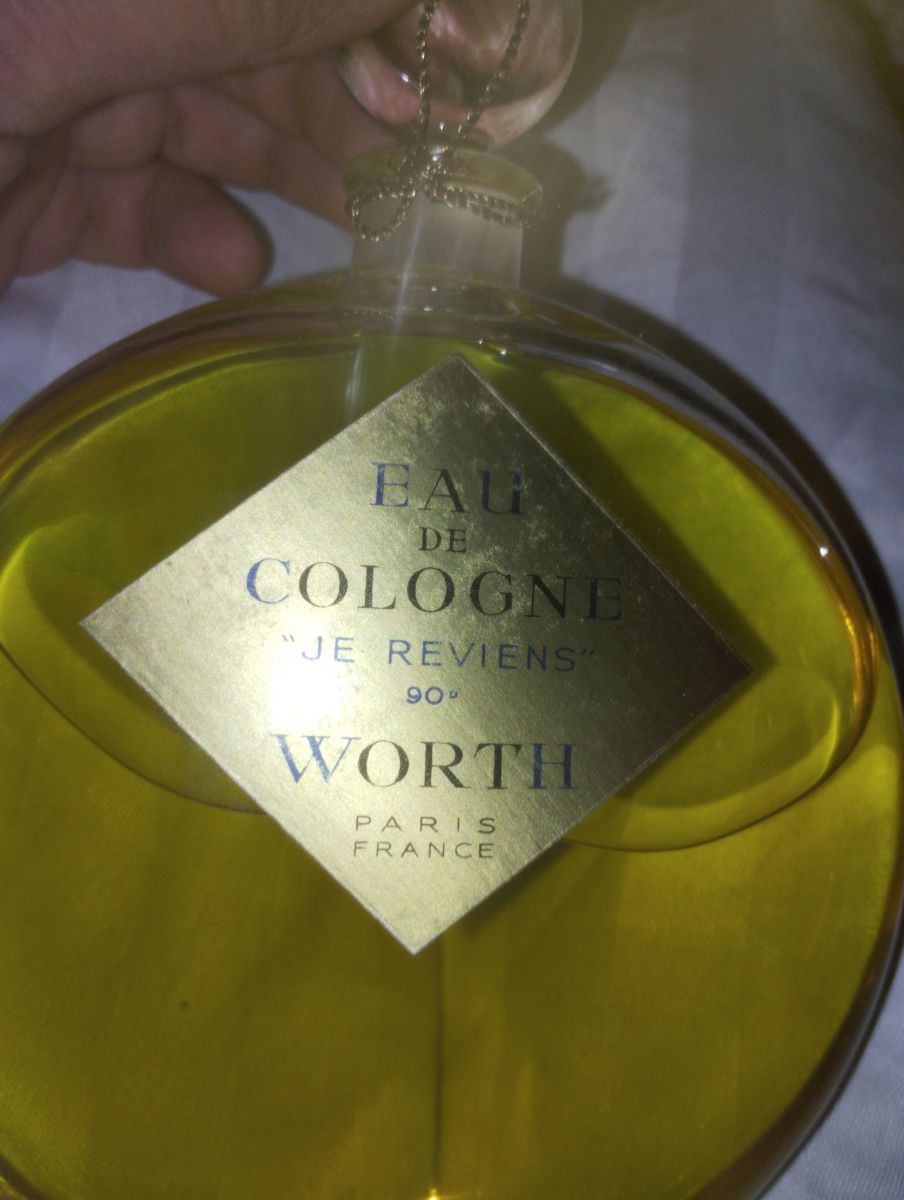 EAU
DE
COLOGNE
"JE REVIENS"
90°
WORTH
PARIS
FRANCE